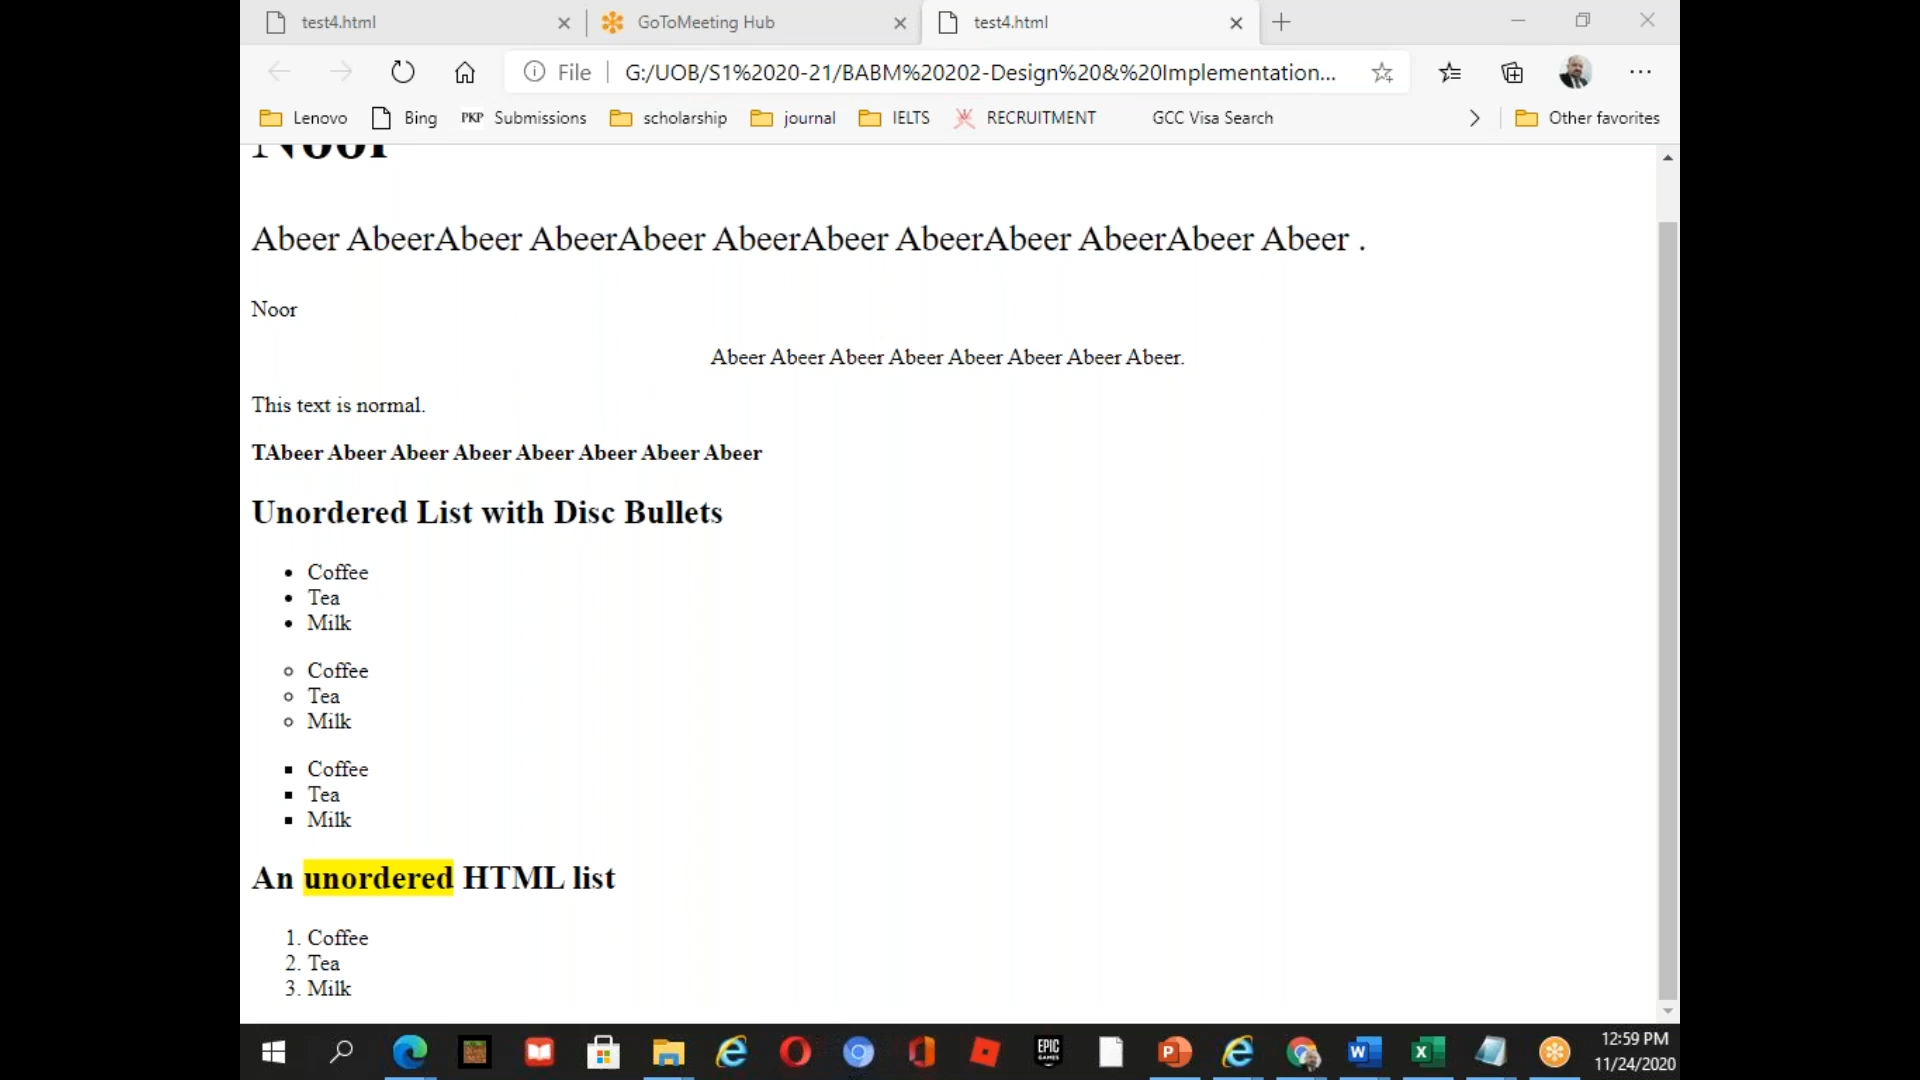 test4.html
GoToMeeting Hub
test4.html
File
G:/UOB/S1%2020-21/BABM%20202-Design%20&%20Implementation...
Lenovo
Bing
PKP Submissions
scholarship
journal
IELTS
RECRUITMENT
GCC Visa Search
Other favorites
Noor
Abeer AbeerAbeer AbeerAbeer AbeerAbeer AbeerAbeer AbeerAbeer Abeer .
Noor
Abeer Abeer Abeer Abeer Abeer Abeer Abeer Abeer.
This text is normal.
TAbeer Abeer Abeer Abeer Abeer Abeer Abeer Abeer
Unordered List with Disc Bullets
• Coffee
• Tea
• Milk
○ Coffee
○ Tea
○ Milk
▪ Coffee
▪ Tea
▪ Milk
An unordered HTML list
1. Coffee
2. Tea
3. Milk
EPIC
GAMES
12:59 PM
11/24/2020